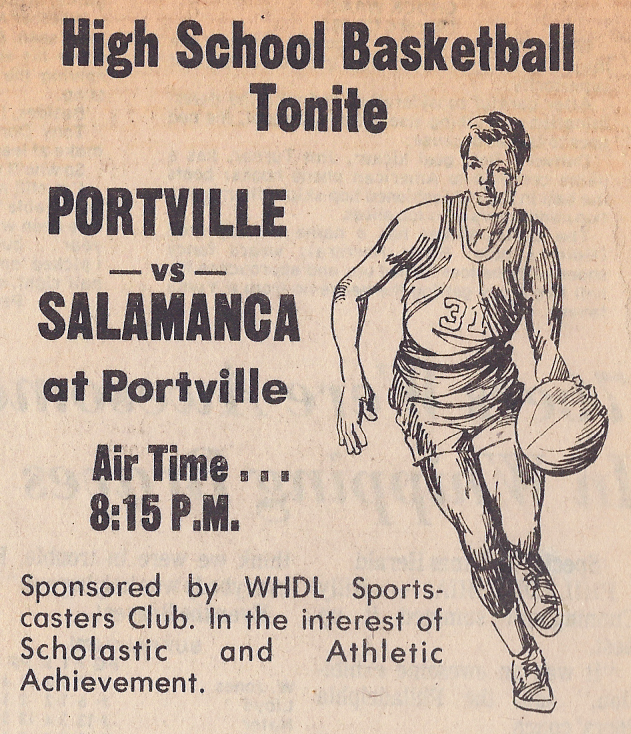 High School Basketball
Tonite
PORTVILLE
— vs —
SALAMANCA
at Portville
Air Time . . .
8:15 P.M.
31
Sponsored by WHDL Sports-
casters Club. In the interest of
Scholastic and Athletic
Achievement.